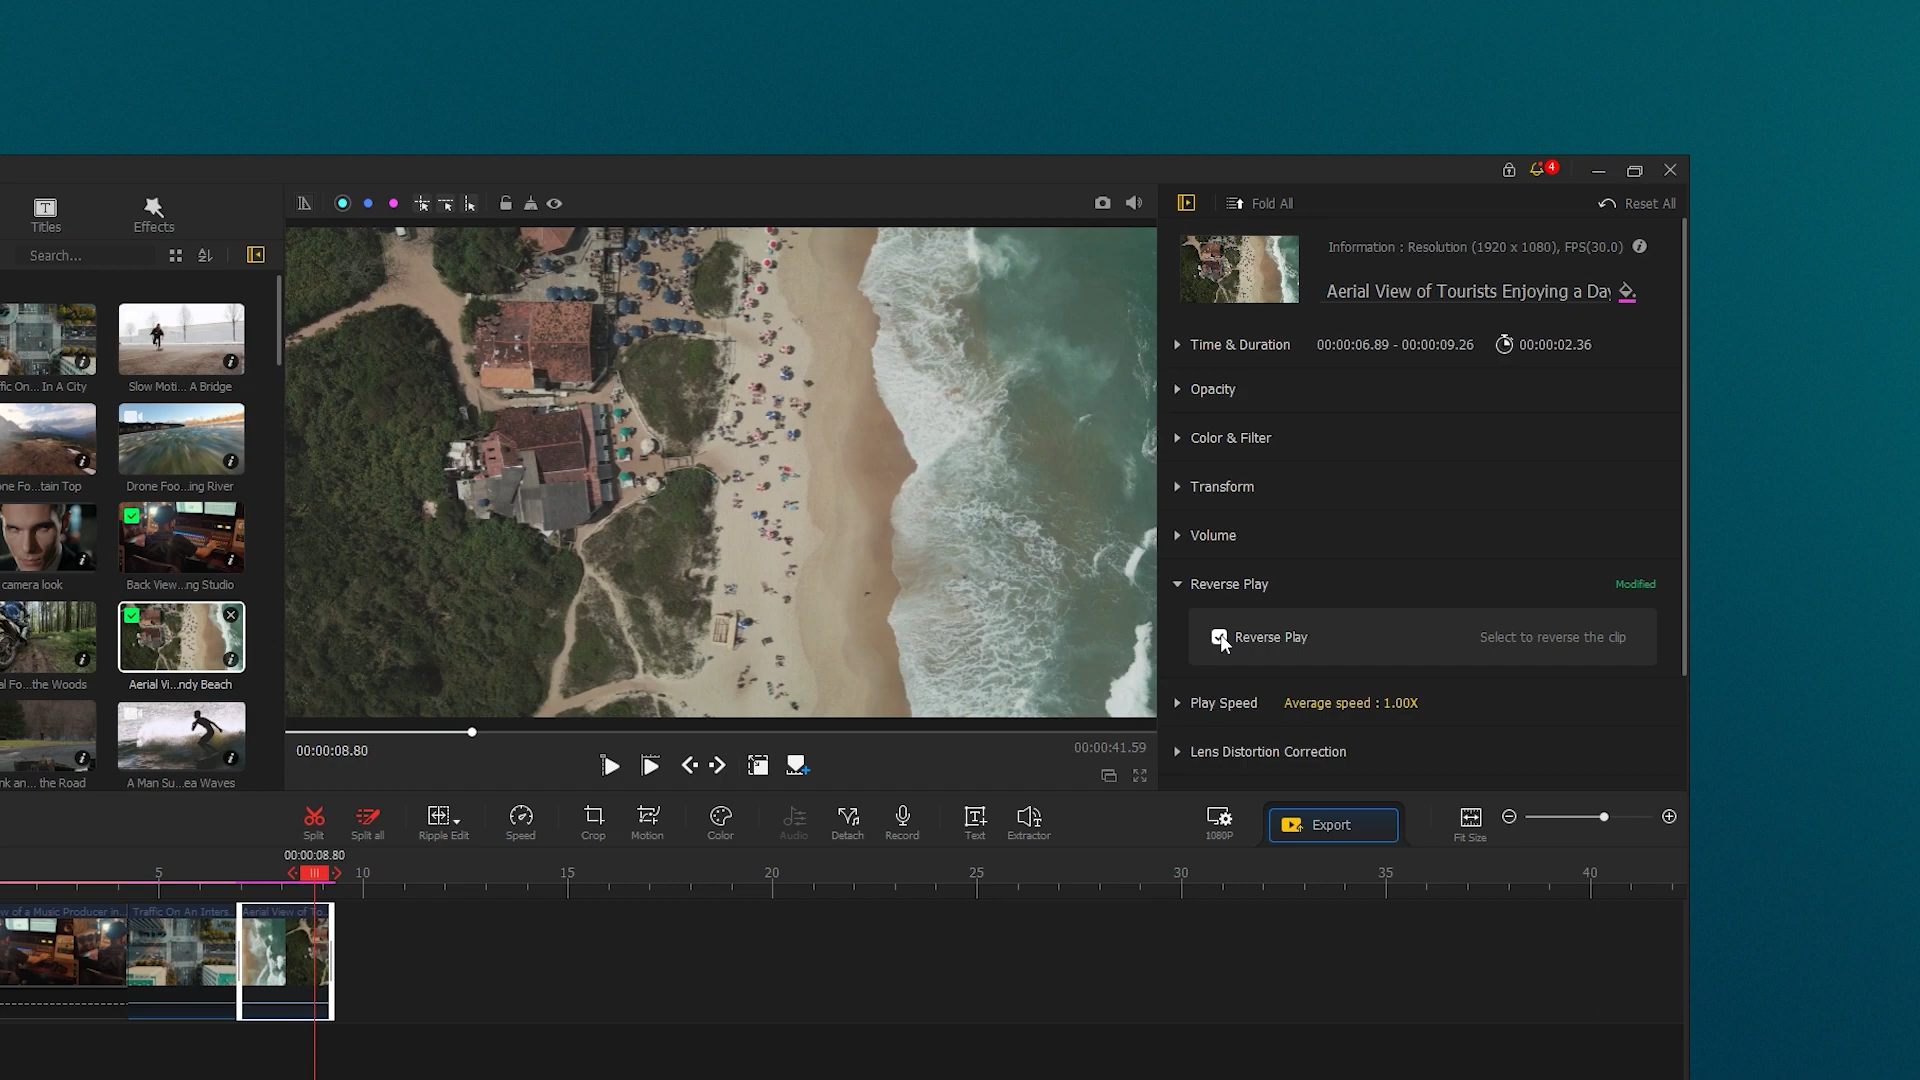 4
Titles
Effects
Fold All
Reset All
Search...
Information : Resolution (1920 x 1080), FPS(30.0)
Aerial View of Tourists Enjoying a Day
Time & Duration 00:00:06.89 - 00:00:09.26 00:00:02.36
Opacity
Color & Filter
Transform
Volume
Reverse Play Modified
Reverse Play Select to reverse the clip
Play Speed Average speed : 1.00X
Lens Distortion Correction
fic On... In A City
Slow Moti... A Bridge
ne Fo...tain Top
Drone Foo...ing River
camera look
Back View...ng Studio
al Fo...the Woods
Aerial Vi...ndy Beach
nk an... the Road
A Man Su...ea Waves
00:00:08.80
00:00:41.59
Split
Split all
Ripple Edit
Speed
Crop
Motion
Color
Audio
Detach
Record
Text
Extractor
1080P
Export
Fit Size
00:00:08.80
5 10 15 20 25 30 35 40
w of a Music Producer in...
Traffic On An Inters...
Aerial View of To...